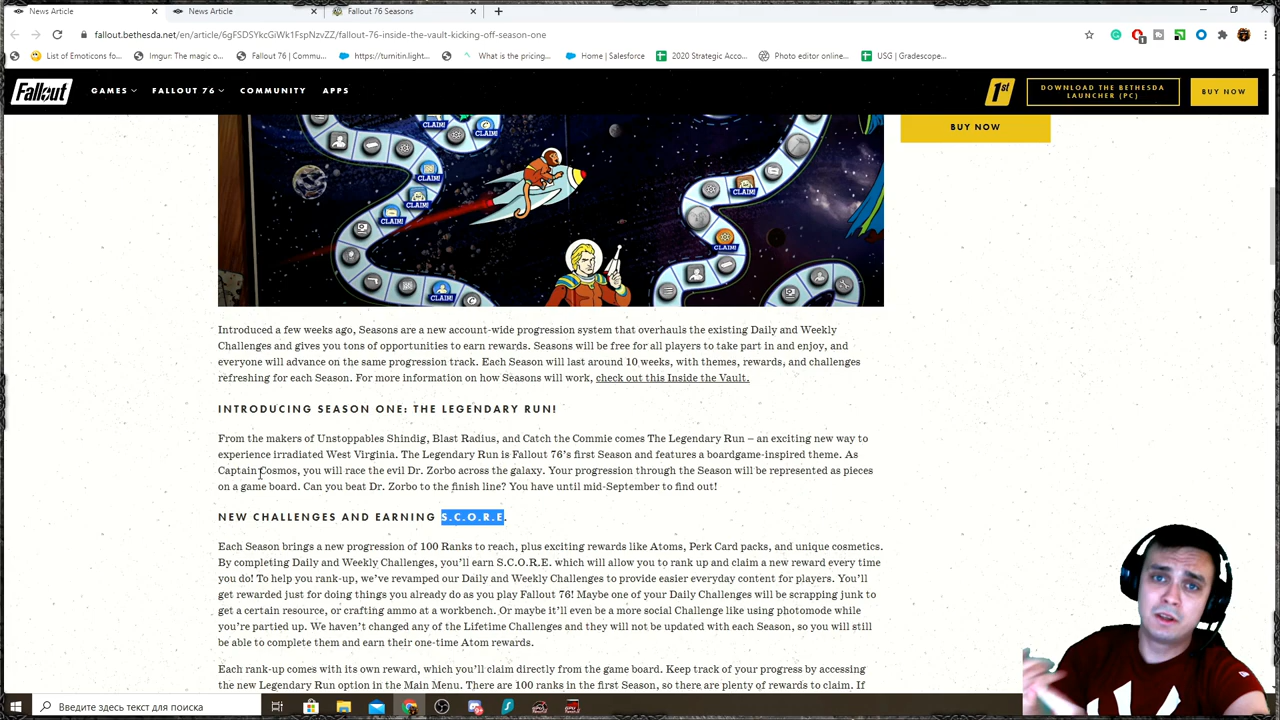 News Article
News Article
Fallout 76 Seasons
fallout.bethesda.net/en/article/6gFSDSYkcGiWk1FspNzvZZ/fallout-76-inside-the-vault-kicking-off-season-one
List of Emoticons fo...
Imgur: The magic o...
Fallout 76 | Commu...
https://turnitin.light...
What is the pricing...
Home | Salesforce
2020 Strategic Acco...
Photo editor online...
USG | Gradescope...
Fallout
GAMES
FALLOUT 76
COMMUNITY
APPS
1st
DOWNLOAD THE BETHESDA
LAUNCHER (PC)
BUY NOW
BUY NOW
CLAIM!
CLAIM!
CLAIM!
CLAIM!
CLAIM!
CLAIM!
CLAIM!
CLAIM!
Introduced a few weeks ago, Seasons are a new account-wide progression system that overhauls the existing Daily and Weekly
Challenges and gives you tons of opportunities to earn rewards. Seasons will be free for all players to take part in and enjoy, and
everyone will advance on the same progression track. Each Season will last around 10 weeks, with themes, rewards, and challenges
refreshing for each Season. For more information on how Seasons will work, check out this Inside the Vault.
INTRODUCING SEASON ONE: THE LEGENDARY RUN!
From the makers of Unstoppables Shindig, Blast Radius, and Catch the Commie comes The Legendary Run – an exciting new way to
experience irradiated West Virginia. The Legendary Run is Fallout 76's first Season and features a boardgame-inspired theme. As
Captain Cosmos, you will race the evil Dr. Zorbo across the galaxy. Your progression through the Season will be represented as pieces
on a game board. Can you beat Dr. Zorbo to the finish line? You have until mid-September to find out!
NEW CHALLENGES AND EARNING S.C.O.R.E.
Each Season brings a new progression of 100 Ranks to reach, plus exciting rewards like Atoms, Perk Card packs, and unique cosmetics.
By completing Daily and Weekly Challenges, you'll earn S.C.O.R.E. which will allow you to rank up and claim a new reward every time
you do! To help you rank-up, we've revamped our Daily and Weekly Challenges to provide easier everyday content for players. You'll
get rewarded just for doing things you already do as you play Fallout 76! Maybe one of your Daily Challenges will be scrapping junk to
get a certain resource, or crafting ammo at a workbench. Or maybe it'll even be a more social Challenge like using photomode while
you're partied up. We haven't changed any of the Lifetime Challenges and they will not be updated with each Season, so you will still
be able to complete them and earn their one-time Atom rewards.
Each rank-up comes with its own reward, which you'll claim directly from the game board. Keep track of your progress by accessing
the new Legendary Run option in the Main Menu. There are 100 ranks in the first Season, so there are plenty of rewards to claim. If
Введите здесь текст для поиска